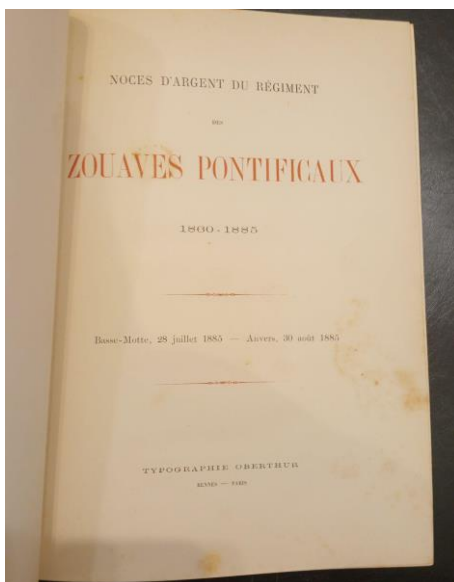 NOCES D'ARGENT DU RÉGIMENT
DES
ZOUAVES PONTIFICAUX
1860-1885
Basse-Motte, 28 juillet 1885 — Anvers, 30 août 1885
TYPOGRAPHIE OBERTHUR
RENNES — PARIS